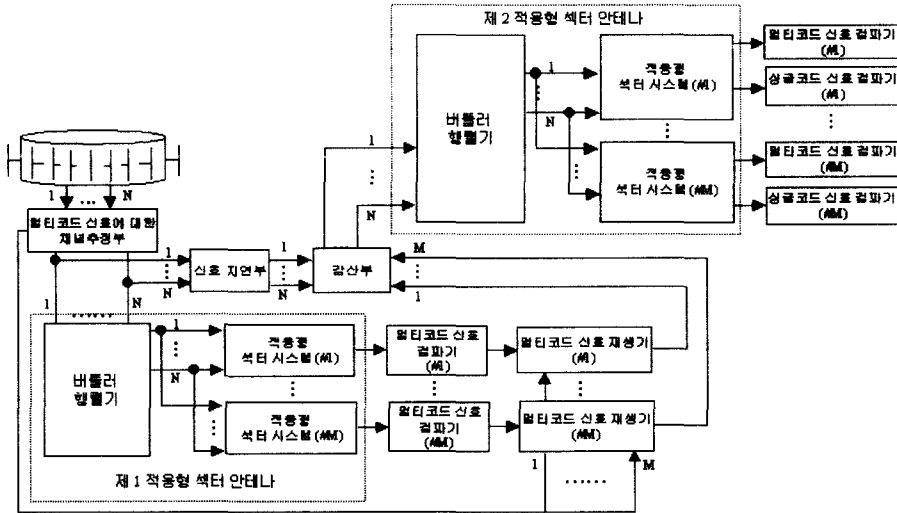 제 2 적응형 섹터 안테나
버틀러
행렬기
1
N
적응형
섹터 시스템(#1)
적응형
섹터 시스템(#M)
멀티코드 신호 검파기
(#1)
싱글코드 신호 검파기
(#1)
멀티코드 신호 검파기
(#M)
싱글코드 신호 검파기
(#M)
1
N
1
...
N
멀티코드 신호에 대한
채널추정부
1
N
신호 지연부
1
N
감산부
M
1
1
N
제 1 적응형 섹터 안테나
버틀러
행렬기
1
N
적응형
섹터 시스템(#1)
적응형
섹터 시스템(#M)
멀티코드 신호
검파기
(#1)
멀티코드 신호
검파기
(#M)
멀티코드 신호 재생기
(#1)
멀티코드 신호 재생기
(#M)
1
......
M